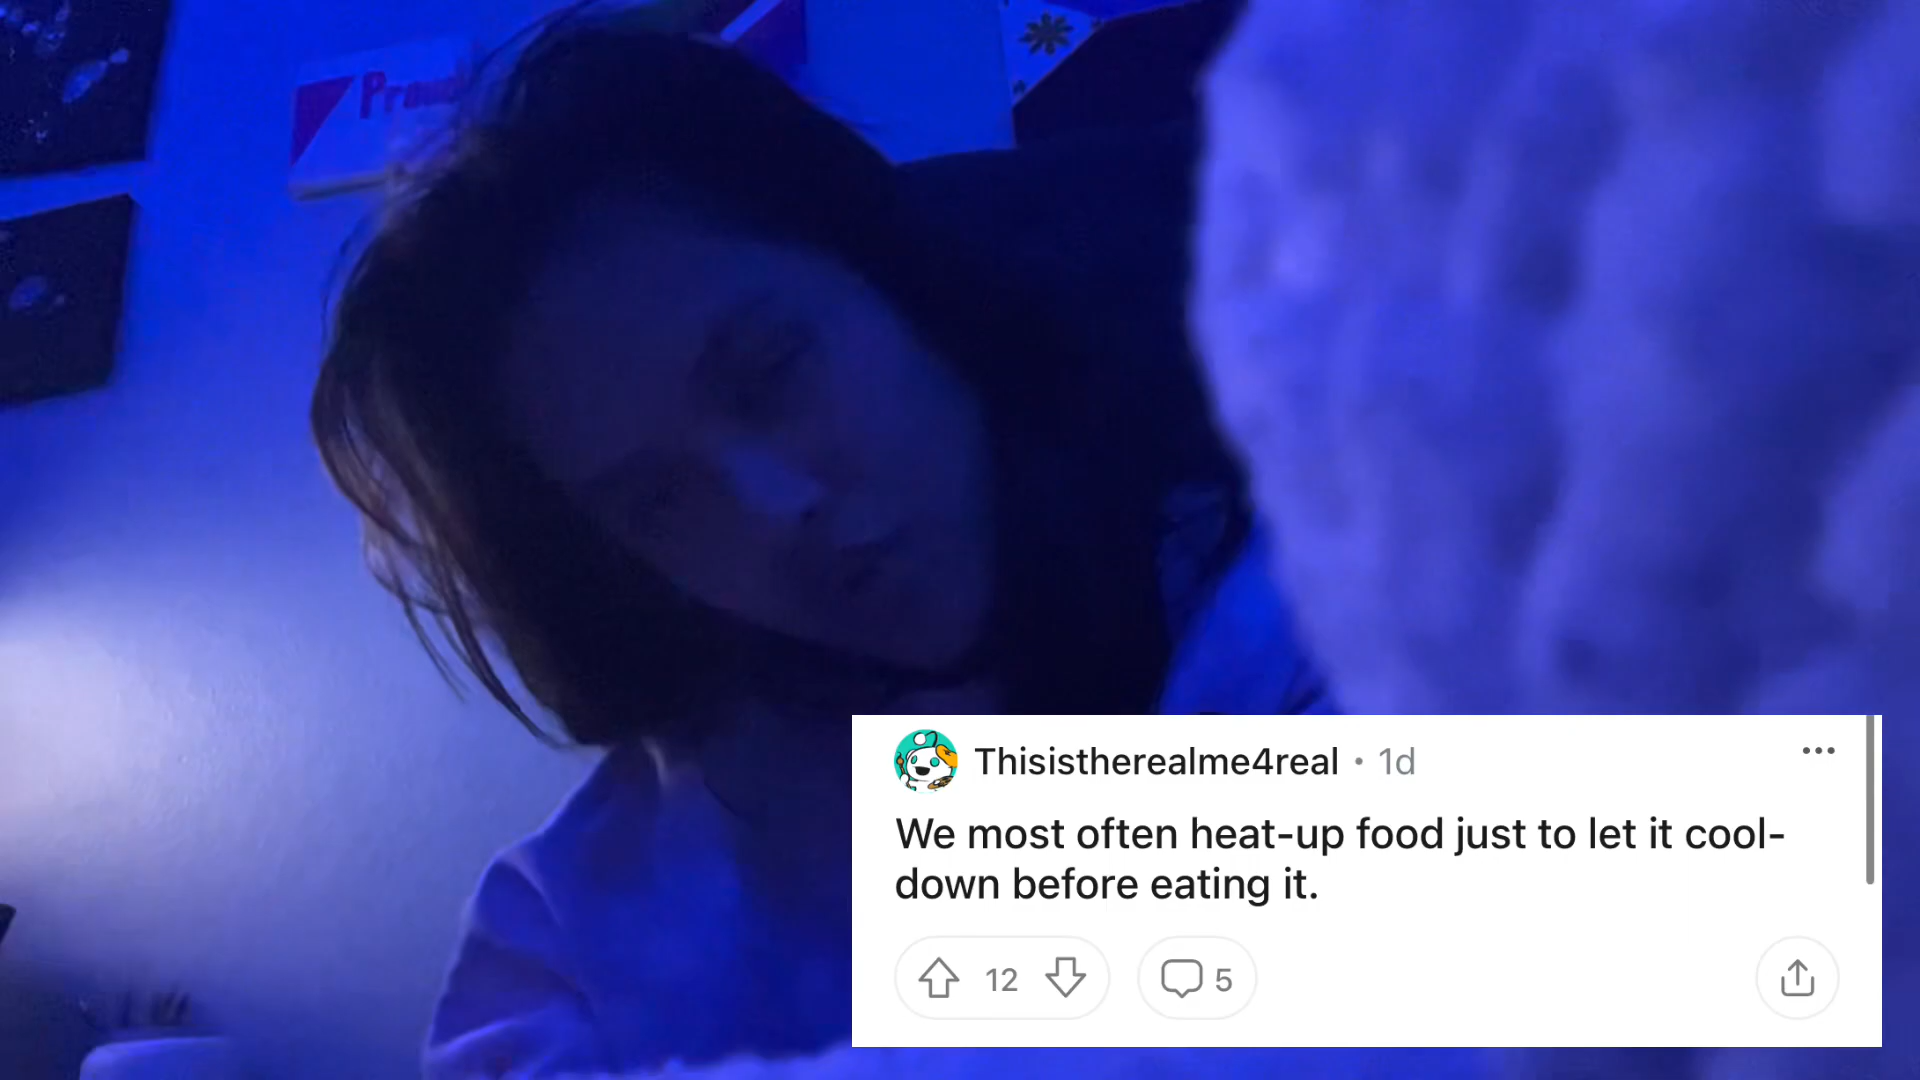 Thisistherealme4real • 1d
We most often heat-up food just to let it cool-
down before eating it.
12
5